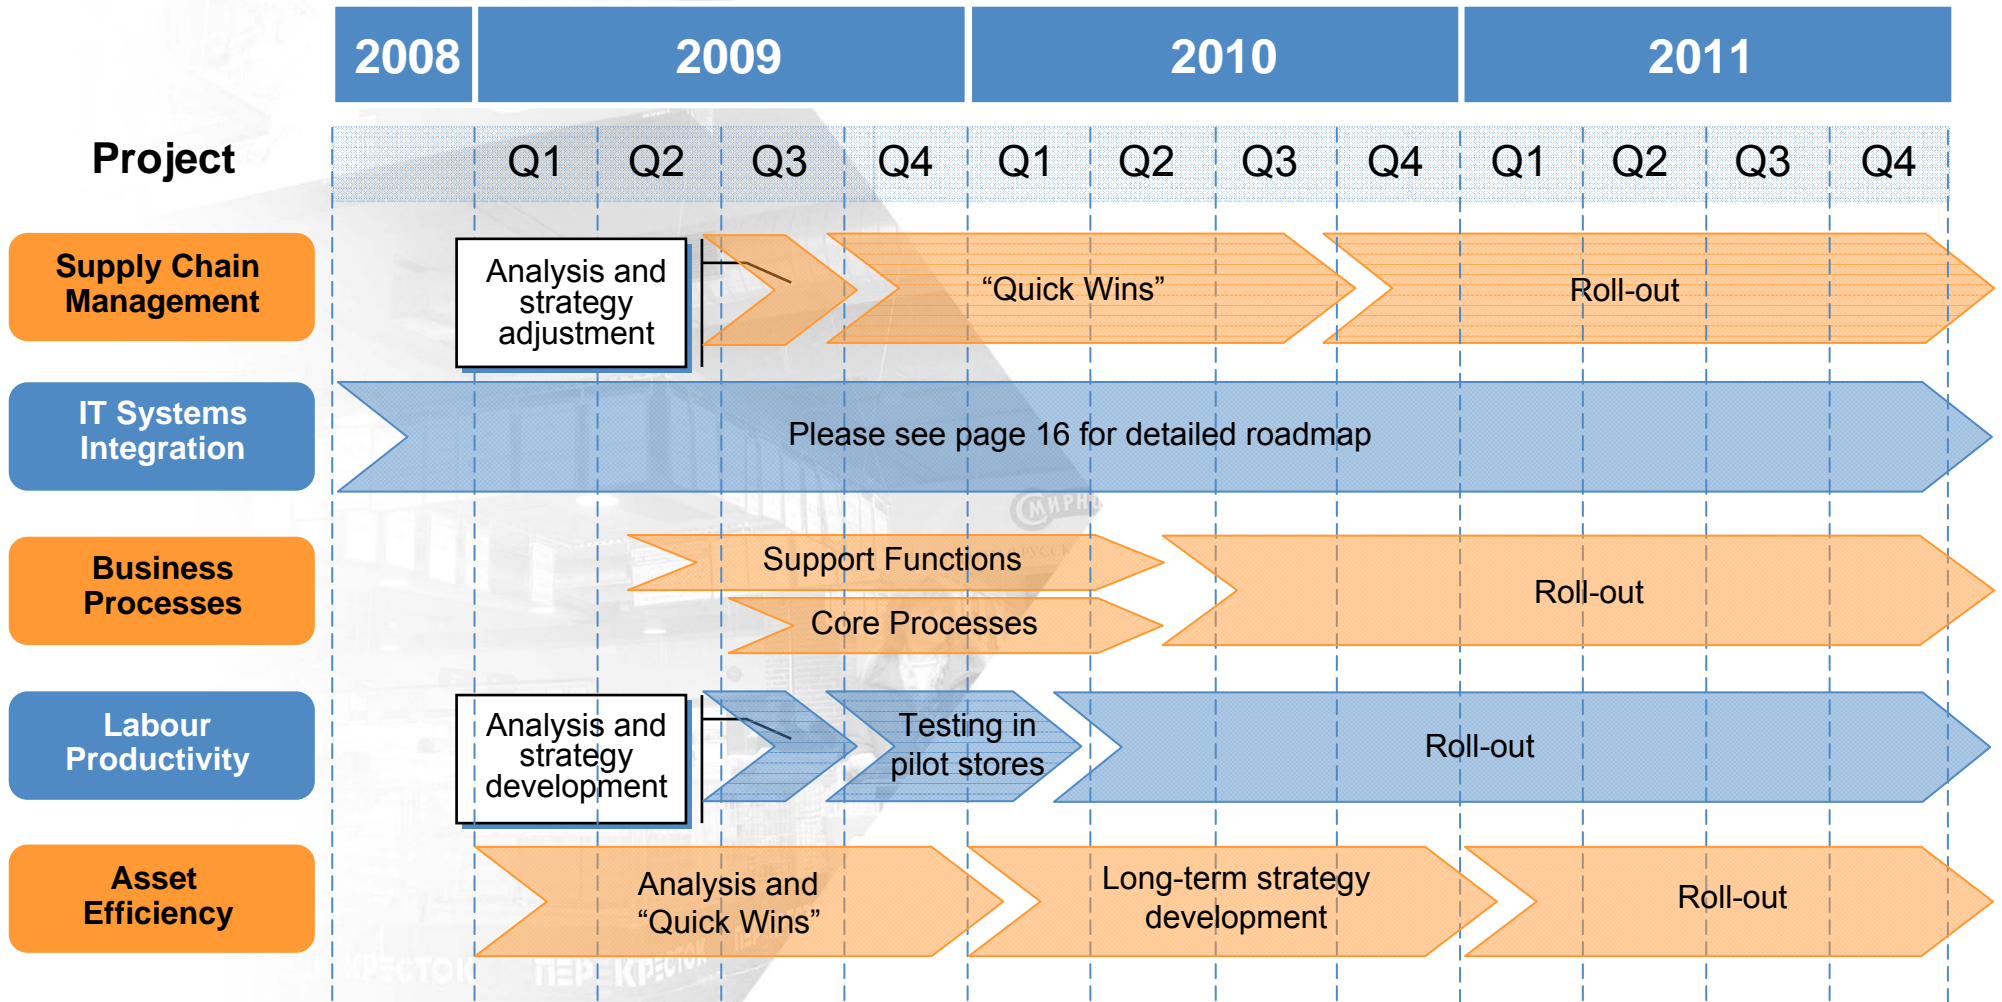 2008 2009 2010 2011
Project Q1 Q2 Q3 Q4 Q1 Q2 Q3 Q4 Q1 Q2 Q3 Q4
Supply Chain
Management
Analysis and
strategy
adjustment
“Quick Wins”
Roll-out
IT Systems
Integration
Please see page 16 for detailed roadmap
Business
Processes
Support Functions
Core Processes
Roll-out
Labour
Productivity
Analysis and
strategy
development
Testing in
pilot stores
Roll-out
Asset
Efficiency
Analysis and
“Quick Wins”
Long-term strategy
development
Roll-out
ПЕРЕКРЕСТОК